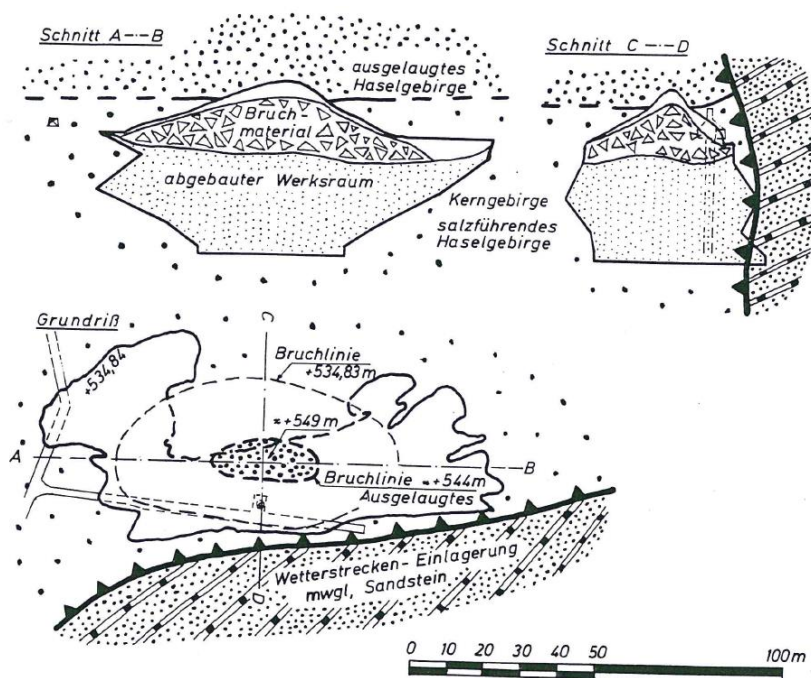 Schnitt A-·-B
ausgelaugtes
Haselgebirge
Bruch-
material
abgebauter Werksraum
Kerngebirge
salzführendes
Haselgebirge
Schnitt C-·-D
Grundriß
+534,84
C
Bruchlinie
+534,83 m
≈+549 m
A
B
Bruchlinie ≈+544m
Ausgelaugtes
D
Wetterstrecken-Einlagerung
mwgl, Sandstein
0 10 20 30 40 50 100 m